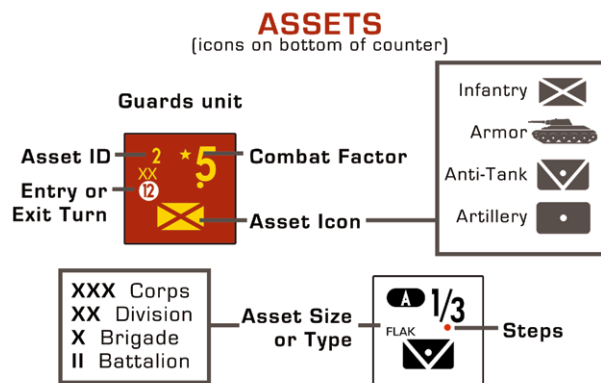 ASSETS
(icons on bottom of counter)
Guards unit
Asset ID
2
5
Combat Factor
XX
Entry or
Exit Turn
12
Asset Icon
Infantry
Armor
Anti-Tank
Artillery
XXX Corps
XX Division
X Brigade
II Battalion
Asset Size
or Type
A
1/3
FLAK
Steps